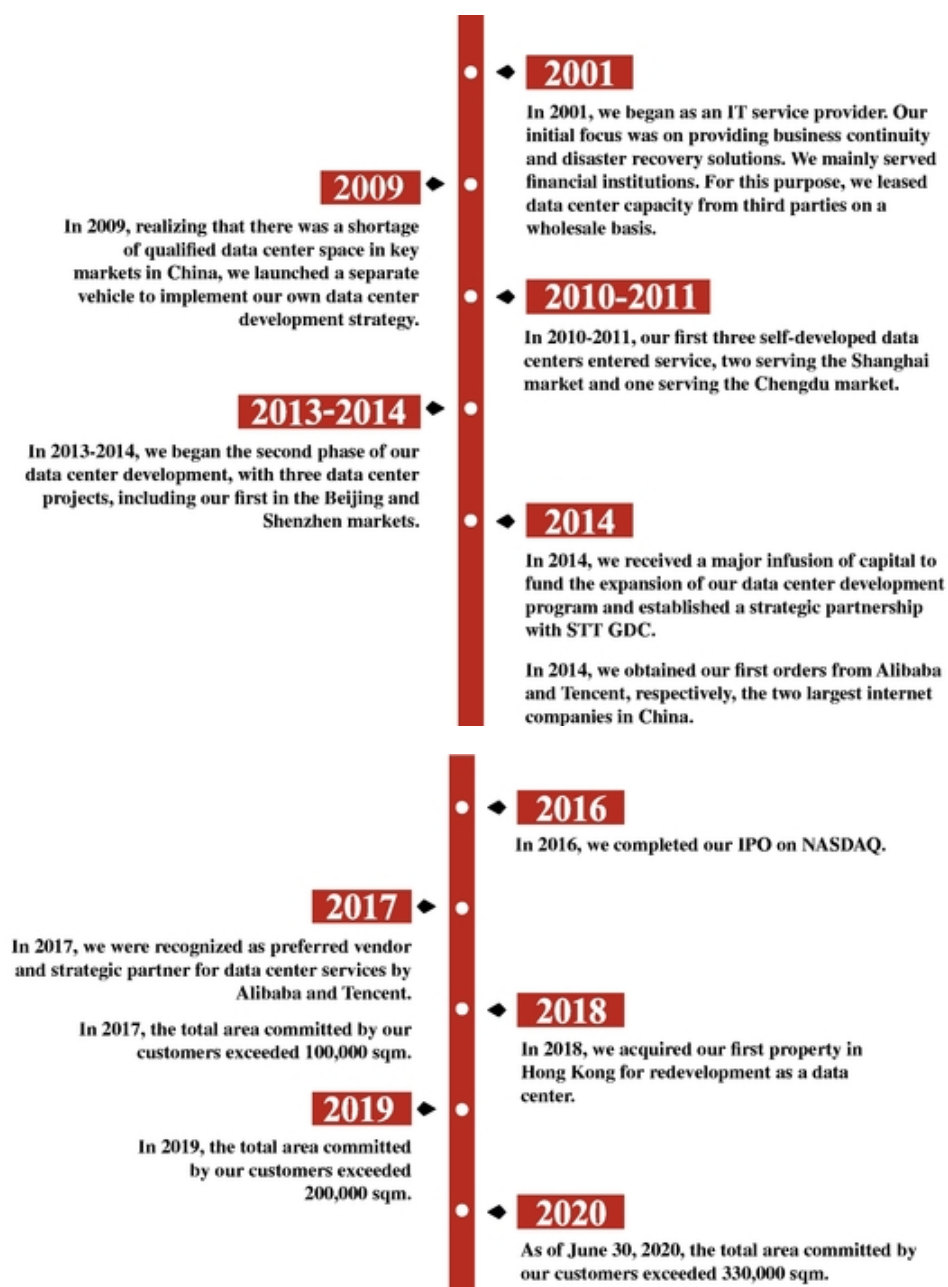 2001
In 2001, we began as an IT service provider. Our
initial focus was on providing business continuity
and disaster recovery solutions. We mainly served
financial institutions. For this purpose, we leased
data center capacity from third parties on a
wholesale basis.
2009
In 2009, realizing that there was a shortage
of qualified data center space in key
markets in China, we launched a separate
vehicle to implement our own data center
development strategy.
2010-2011
In 2010-2011, our first three self-developed data
centers entered service, two serving the Shanghai
market and one serving the Chengdu market.
2013-2014
In 2013-2014, we began the second phase of our
data center development, with three data center
projects, including our first in the Beijing and
Shenzhen markets.
2014
In 2014, we received a major infusion of capital to
fund the expansion of our data center development
program and established a strategic partnership
with STT GDC.
In 2014, we obtained our first orders from Alibaba
and Tencent, respectively, the two largest internet
companies in China.
2016
In 2016, we completed our IPO on NASDAQ.
2017
In 2017, we were recognized as preferred vendor
and strategic partner for data center services by
Alibaba and Tencent.
In 2017, the total area committed by our
customers exceeded 100,000 sqm.
2018
In 2018, we acquired our first property in
Hong Kong for redevelopment as a data
center.
2019
In 2019, the total area committed
by our customers exceeded
200,000 sqm.
2020
As of June 30, 2020, the total area committed by
our customers exceeded 330,000 sqm.